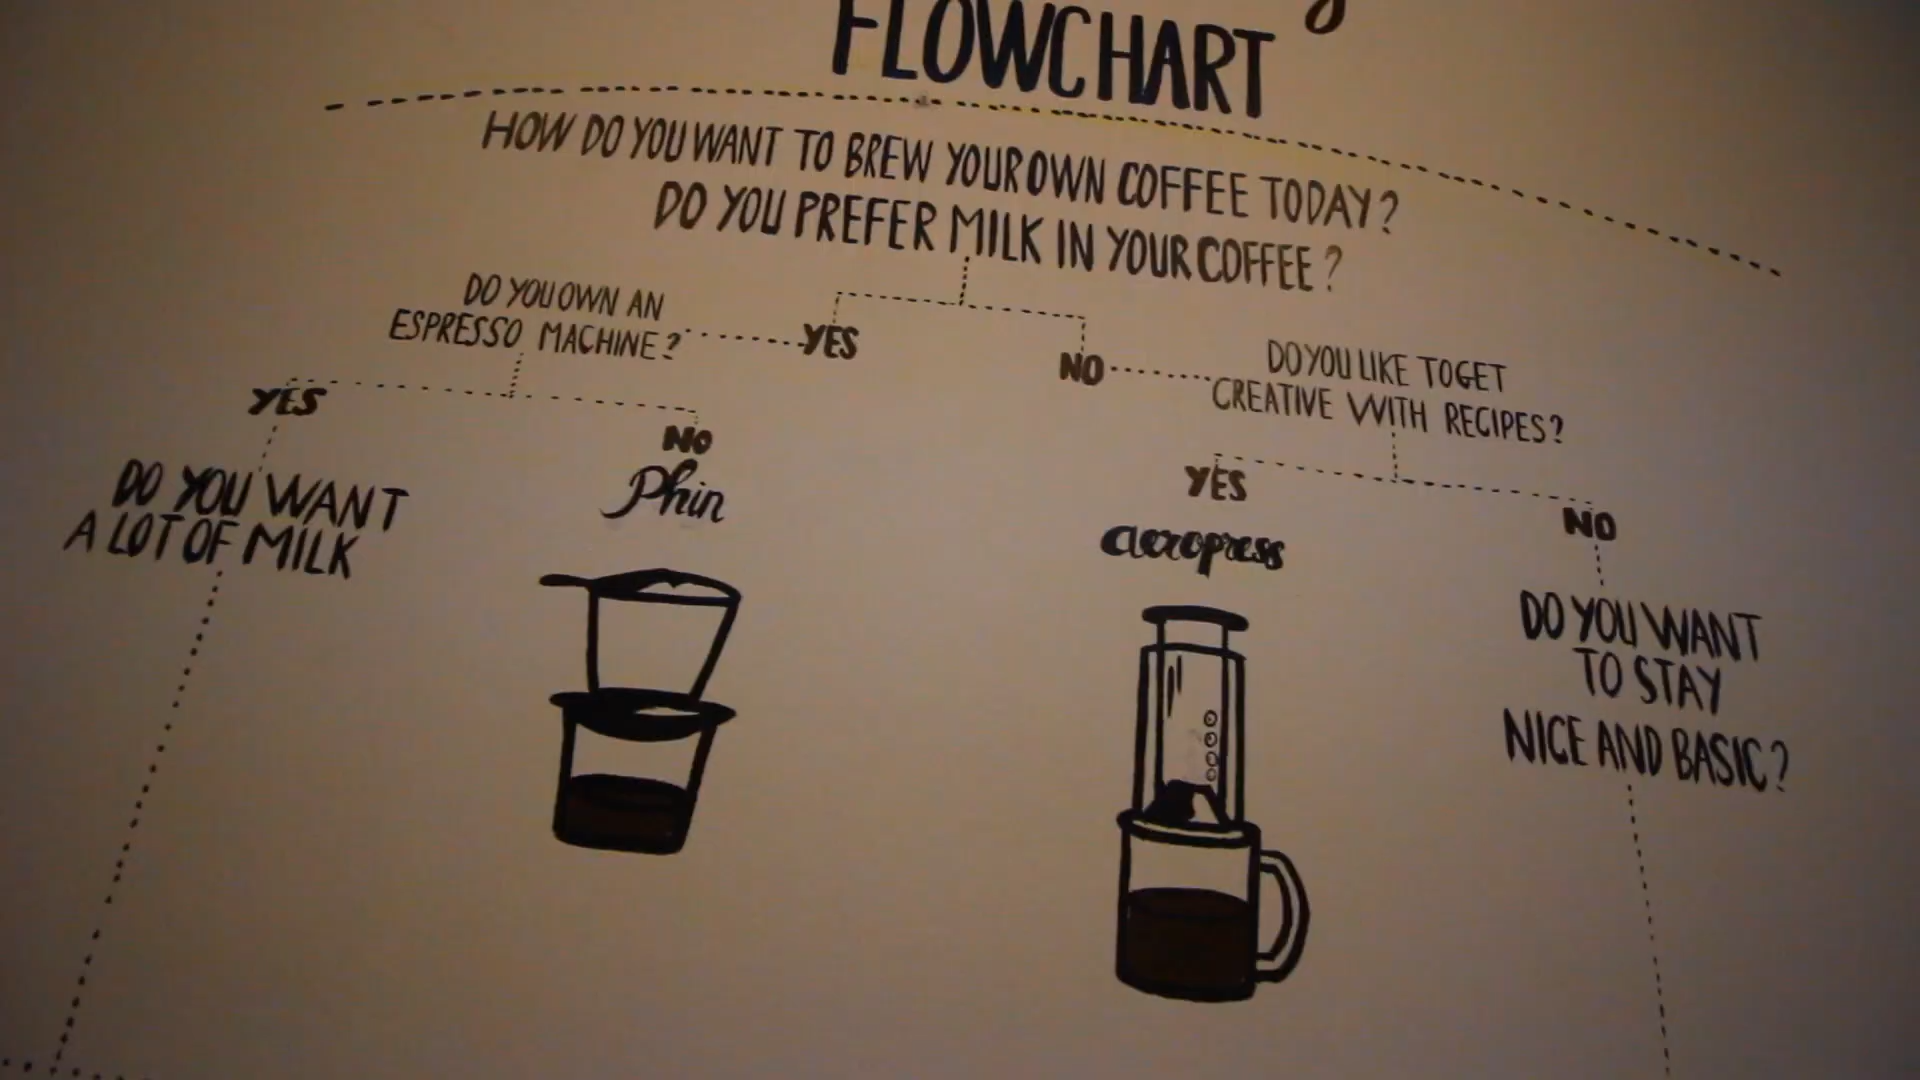 FLOWCHART
HOW DO YOU WANT TO BREW YOUR OWN COFFEE TODAY?
DO YOU PREFER MILK IN YOUR COFFEE?
DO YOU OWN AN
ESPRESSO MACHINE?
YES
NO
DO YOU LIKE TO GET
CREATIVE WITH RECIPES?
YES
NO
Phin
DO YOU WANT
A LOT OF MILK
YES
aeropress
NO
DO YOU WANT
TO STAY
NICE AND BASIC?